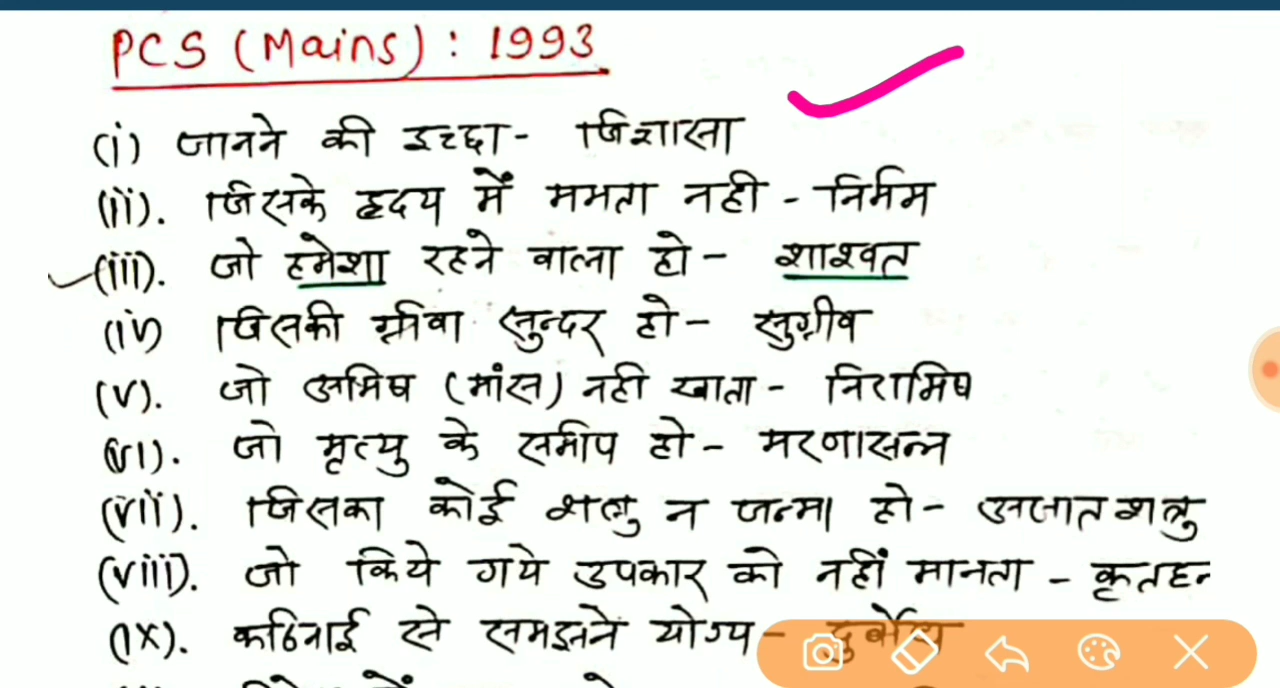 PCS (Mains) : 1993
(i) जानने की इच्छा - जिज्ञासा
(ii). जिसके हृदय में ममता नही - निर्मम
(iii). जो हमेशा रहने वाला हो - शाश्वत
(iv) जिसकी ग्रीवा सुन्दर हो - सुग्रीव
(v). जो अमिष (मांस) नही खाता - निरामिष
(vi). जो मृत्यु के समीप हो - मरणासन्न
(vii). जिसका कोई शत्रु न जन्मा हो - अजातशत्रु
(viii). जो किये गये उपकार को नहीं मानता - कृतघ्न
(ix). कठिनाई से समझने योग्य -